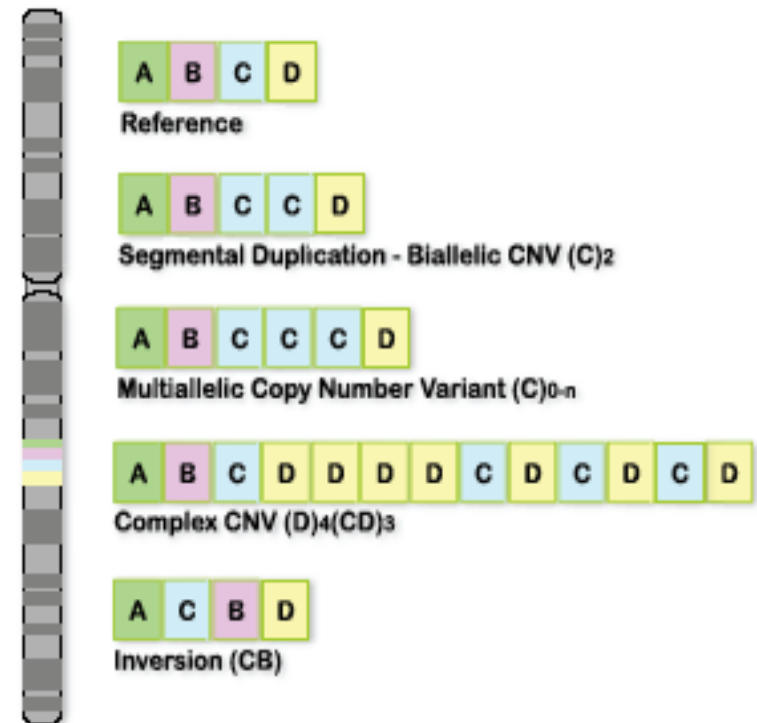 A B C D
Reference
A B C C D
Segmental Duplication - Biallelic CNV (C)2
A B C C C D
Multiallelic Copy Number Variant (C)0-n
A B C D D D D C D C D C D
Complex CNV (D)4(CD)3
A C B D
Inversion (CB)